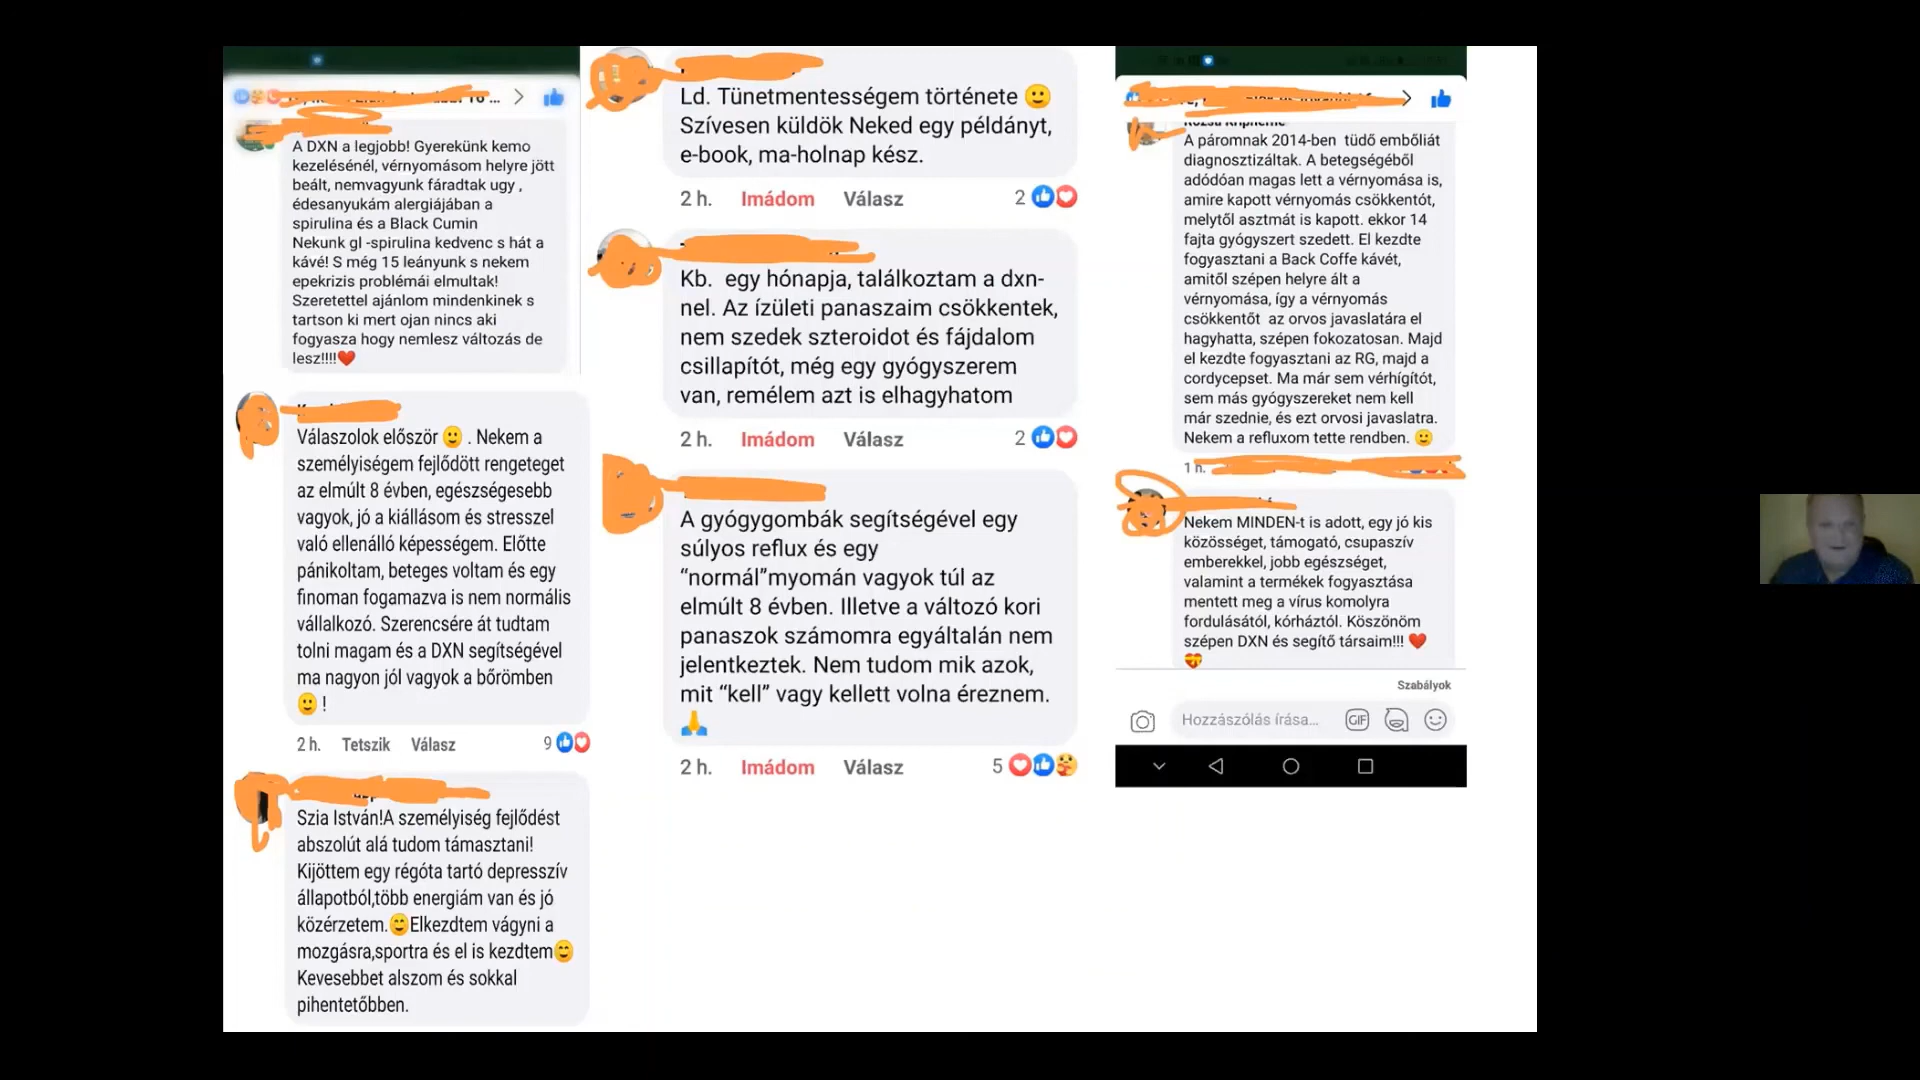 A DXN a legjobb! Gyerekünk kemo
kezelésénél, vérnyomásom helyre jött
beált, nemvagyunk fáradtak ugy ,
édesanyukám alergiájában a
spirulina és a Black Cumin
Nekunk gl -spirulina kedvenc s hát a
kávé! S még 15 leányunk s nekem
epekrizis problémái elmultak!
Szeretettel ajánlom mindenkinek s
tartson ki mert ojan nincs aki
fogyasza hogy nemlesz változás de
lesz!!!!❤️
Válaszolok először 🙂 . Nekem a
személyiségem fejlődött rengeteget
az elmúlt 8 évben, egészségesebb
vagyok, jó a kiállásom és stresszel
való ellenálló képességem. Előtte
pánikoltam, beteges voltam és egy
finoman fogamazva is nem normális
vállalkozó. Szerencsére át tudtam
tolni magam és a DXN segítségével
ma nagyon jól vagyok a bőrömben
🙂 !
2 h. Tetszik Válasz 9
Szia István!A személyiség fejlődést
abszolút alá tudom támasztani!
Kijöttem egy régóta tartó depresszív
állapotból,több energiám van és jó
közérzetem.😊Elkezdtem vágyni a
mozgásra,sportra és el is kezdtem😊
Kevesebbet alszom és sokkal
pihentetőbben.
Ld. Tünetmentességem története 🙂
Szívesen küldök Neked egy példányt,
e-book, ma-holnap kész.
2 h. Imádom Válasz 2
Kb. egy hónapja, találkoztam a dxn-
nel. Az ízületi panaszaim csökkentek,
nem szedek szteroidot és fájdalom
csillapítót, még egy gyógyszerem
van, remélem azt is elhagyhatom
2 h. Imádom Válasz 2
A gyógygombák segítségével egy
súlyos reflux és egy
“normál”myomán vagyok túl az
elmúlt 8 évben. Illetve a változó kori
panaszok számomra egyáltalán nem
jelentkeztek. Nem tudom mik azok,
mit “kell” vagy kellett volna éreznem.
🙏
2 h. Imádom Válasz 5
A páromnak 2014-ben tüdő embőliát
diagnosztizáltak. A betegségéből
adódóan magas lett a vérnyomása is,
amire kapott vérnyomás csökkentót,
melytől asztmát is kapott. ekkor 14
fajta gyógyszert szedett. El kezdte
fogyasztani a Back Coffe kávét,
amitől szépen helyre ált a
vérnyomása, így a vérnyomás
csökkentőt az orvos javaslatára el
hagyhatta, szépen fokozatosan. Majd
el kezdte fogyasztani az RG, majd a
cordycepset. Ma már sem vérhígítót,
sem más gyógyszereket nem kell
már szednie, és ezt orvosi javaslatra.
Nekem a refluxom tette rendben. 🙂
1 h.
Nekem MINDEN-t is adott, egy jó kis
közösséget, támogató, csupaszív
emberekkel, jobb egészséget,
valamint a termékek fogyasztása
mentett meg a vírus komolyra
fordulásától, kórháztól. Köszönöm
szépen DXN és segítő társaim!!! ❤️
💝
Szabályok
Hozzászólás írása... GIF